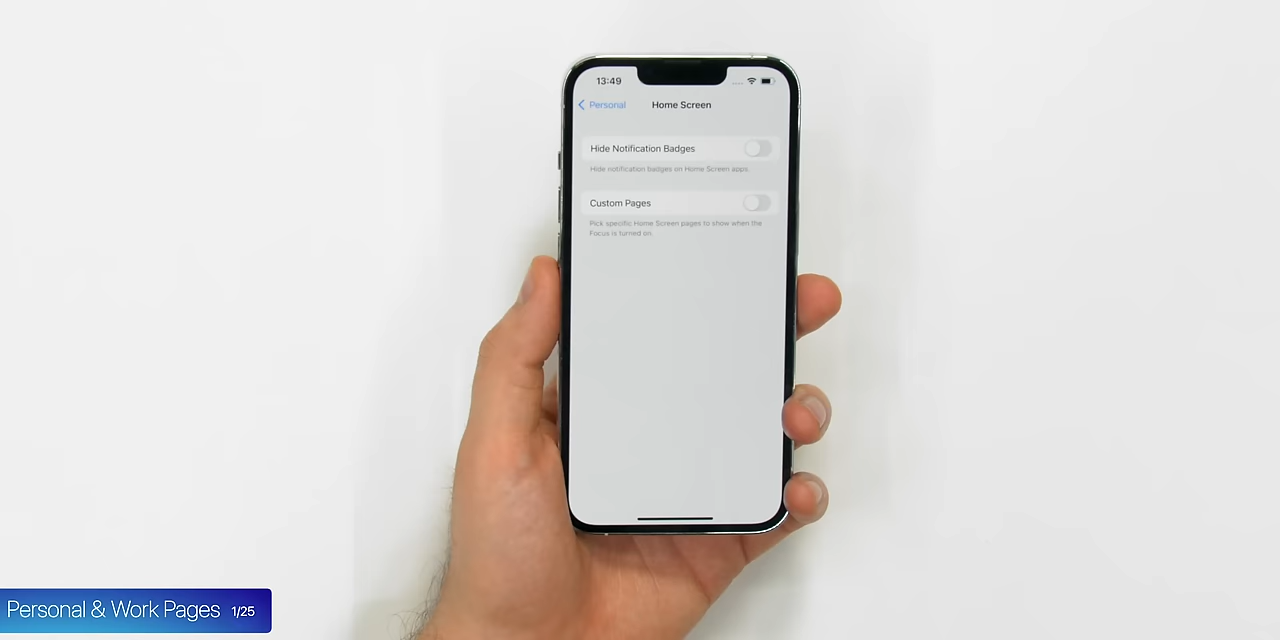 13:49
Personal
Home Screen
Hide Notification Badges
Hide notification badges on Home Screen apps.
Custom Pages
Pick specific Home Screen pages to show when the
Focus is turned on.
Personal & Work Pages 1/25